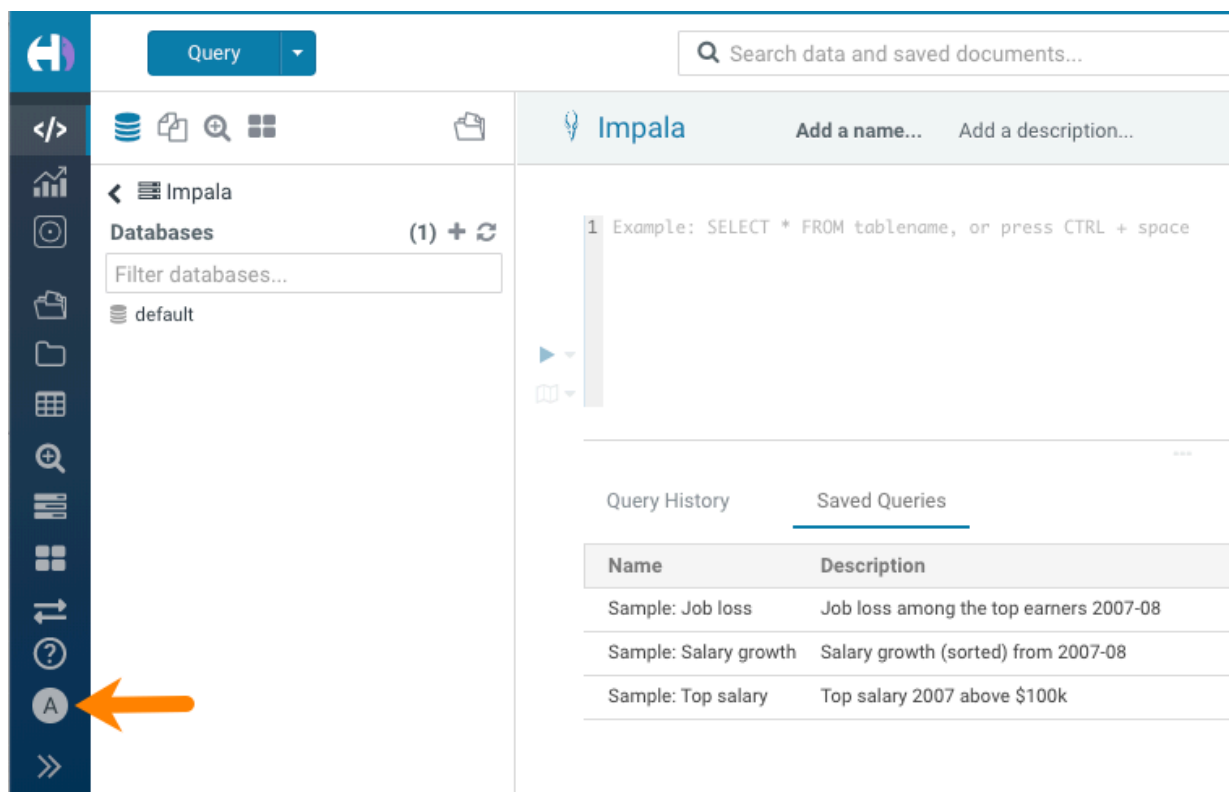 Query
Search data and saved documents...
Impala
Add a name...
Add a description...
Impala
Databases
(1)
Filter databases...
default
1
Example: SELECT * FROM tablename, or press CTRL + space
Query History
Saved Queries
Name
Description
Sample: Job loss
Job loss among the top earners 2007-08
Sample: Salary growth
Salary growth (sorted) from 2007-08
Sample: Top salary
Top salary 2007 above $100k
A